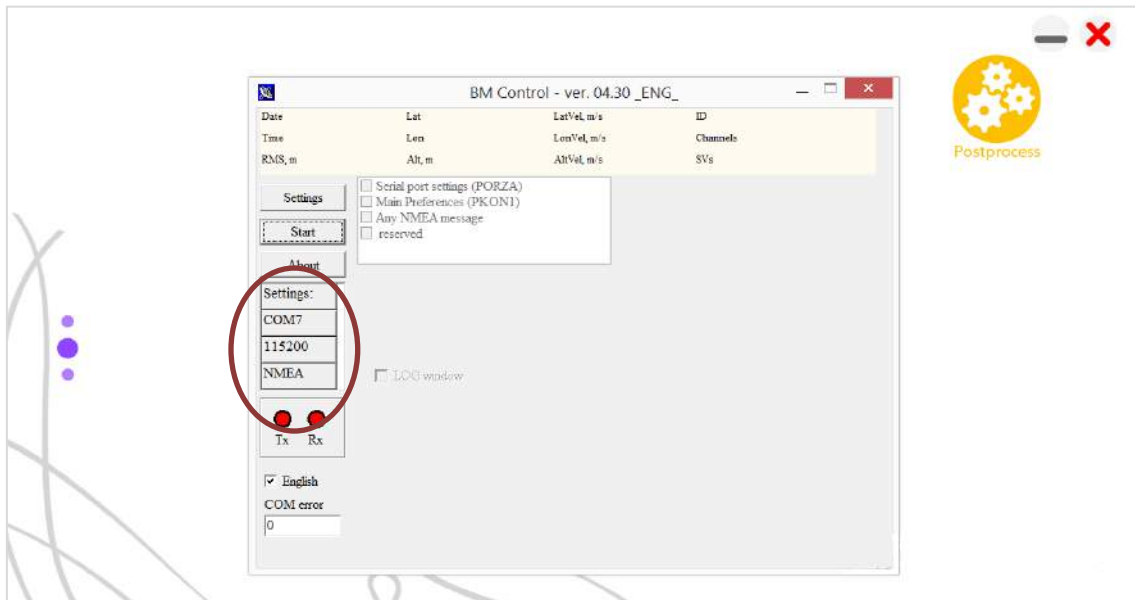 BM Control - ver. 04.30 _ENG_
Date Lat LatVel, m/s ID
Time Lon LonVel, m/s Channels
RMS, m Alt, m AltVel, m/s SVs
Postprocess
Settings
Serial port settings (PORZA)
Main Preferences (PKON1)
Any NMEA message
Start
reserved
About
Settings:
COM7
115200
NMEA
LOG window
Tx Rx
English
COM error
0